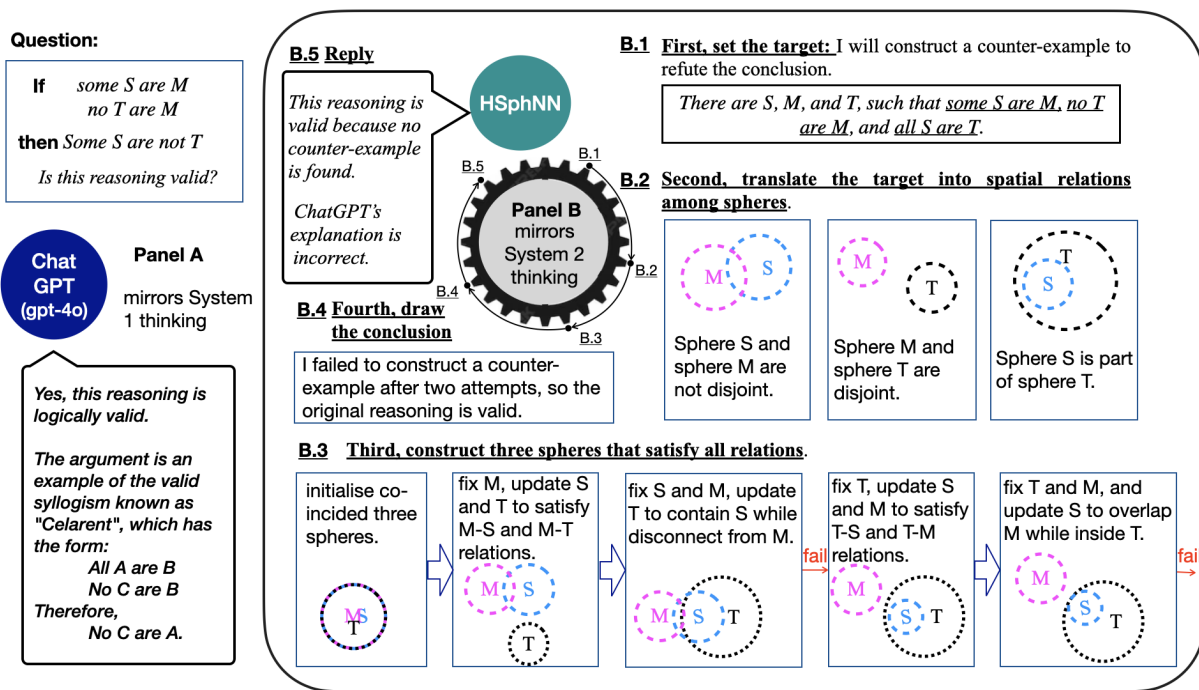 Question:
If some S are M
no T are M
then Some S are not T
Is this reasoning valid?
Chat
GPT
(gpt-4o)
Panel A
mirrors System
1 thinking
Yes, this reasoning is
logically valid.
The argument is an
example of the valid
syllogism known as
"Celarent", which has
the form:
All A are B
No C are B
Therefore,
No C are A.
B.5 Reply
This reasoning is
valid because no
counter-example
is found.
ChatGPT's
explanation is
incorrect.
HSphNN
B.1
B.2
B.3
B.4
B.5
Panel B
mirrors
System 2
thinking
B.4 Fourth, draw
the conclusion
I failed to construct a counter-
example after two attempts, so the
original reasoning is valid.
B.1 First, set the target: I will construct a counter-example to
refute the conclusion.
There are S, M, and T, such that some S are M, no T
are M, and all S are T.
B.2 Second, translate the target into spatial relations
among spheres.
M S
Sphere S and
sphere M are
not disjoint.
M
T
Sphere M and
sphere T are
disjoint.
T
S
Sphere S is part
of sphere T.
B.3 Third, construct three spheres that satisfy all relations.
initialise co-
incided three
spheres.
M S
T
fix M, update S
and T to satisfy
M-S and M-T
relations.
M S
T
fix S and M, update
T to contain S while
disconnect from M.
M S T
fail
fix T, update S
and M to satisfy
T-S and T-M
relations.
M
S T
fix T and M, and
update S to overlap
M while inside T.
M
S T
fail